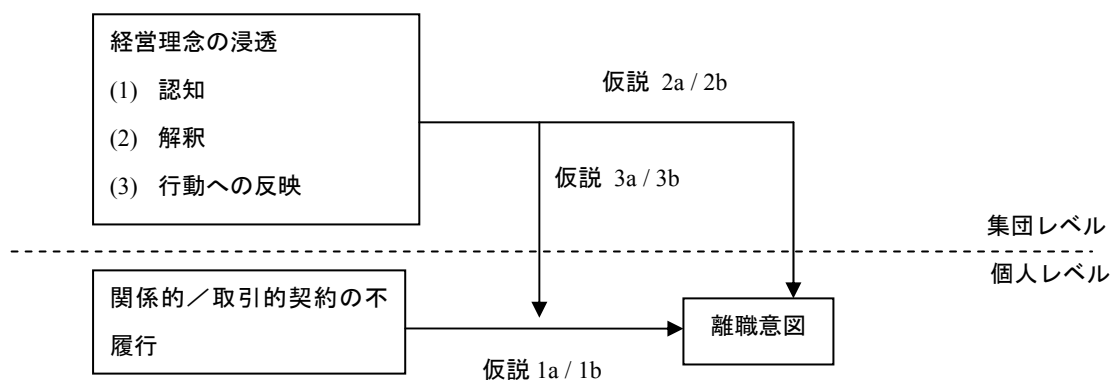 経営理念の浸透
(1) 認知
(2) 解釈
(3) 行動への反映
仮説 2a / 2b
仮説 3a / 3b
集団レベル
個人レベル
関係的／取引的契約の不
履行
離職意図
仮説 1a / 1b